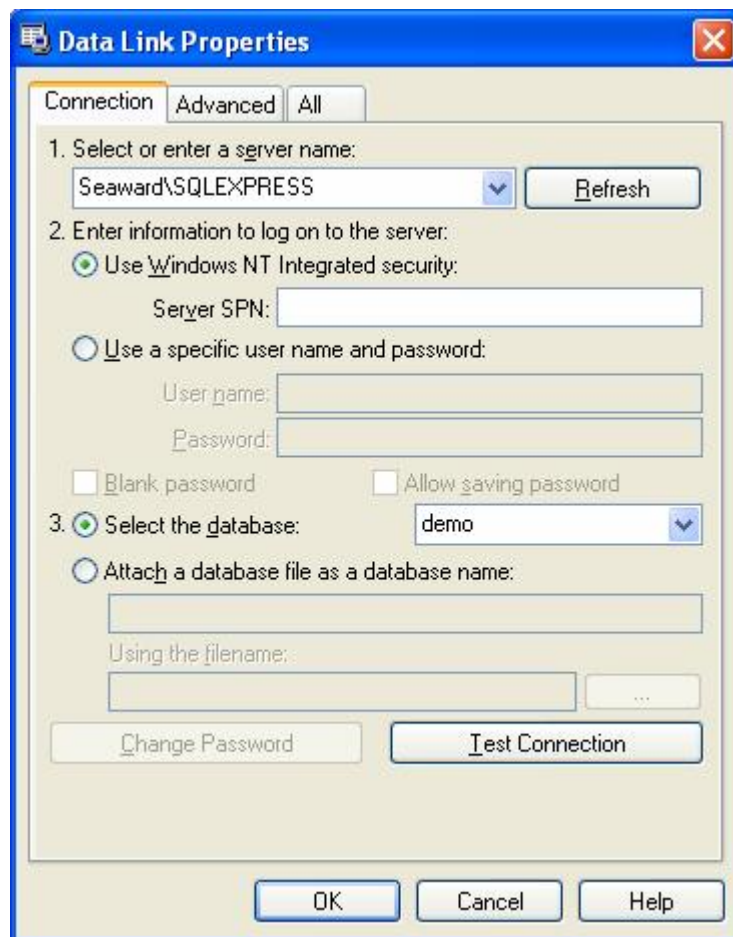 Data Link Properties
Connection Advanced All
1. Select or enter a server name:
Seaward\SQLEXPRESS Refresh
2. Enter information to log on to the server:
Use Windows NT Integrated security:
Server SPN:
Use a specific user name and password:
User name:
Password:
Blank password Allow saving password
3. Select the database: demo
Attach a database file as a database name:
Using the filename:
...
Change Password Test Connection
OK Cancel Help